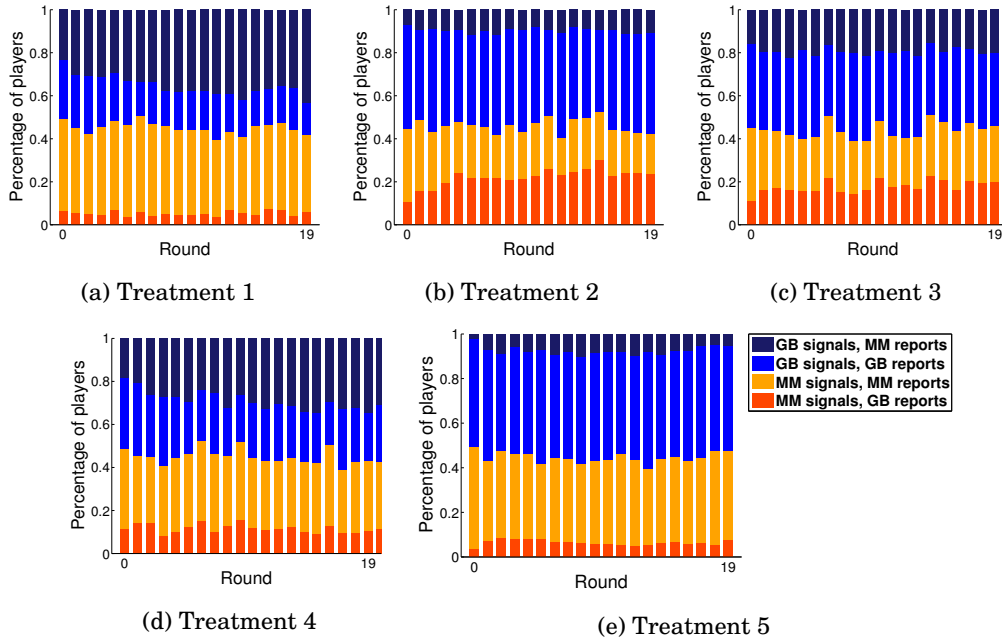 1
0.8
0.6
0.4
0.2
0
Percentage of players
0
19
Round
(a) Treatment 1
1
0.8
0.6
0.4
0.2
0
Percentage of players
0
19
Round
(b) Treatment 2
1
0.8
0.6
0.4
0.2
0
Percentage of players
0
19
Round
(c) Treatment 3
1
0.8
0.6
0.4
0.2
0
Percentage of players
0
19
Round
(d) Treatment 4
1
0.8
0.6
0.4
0.2
0
Percentage of players
0
19
Round
(e) Treatment 5
GB signals, MM reports
GB signals, GB reports
MM signals, MM reports
MM signals, GB reports